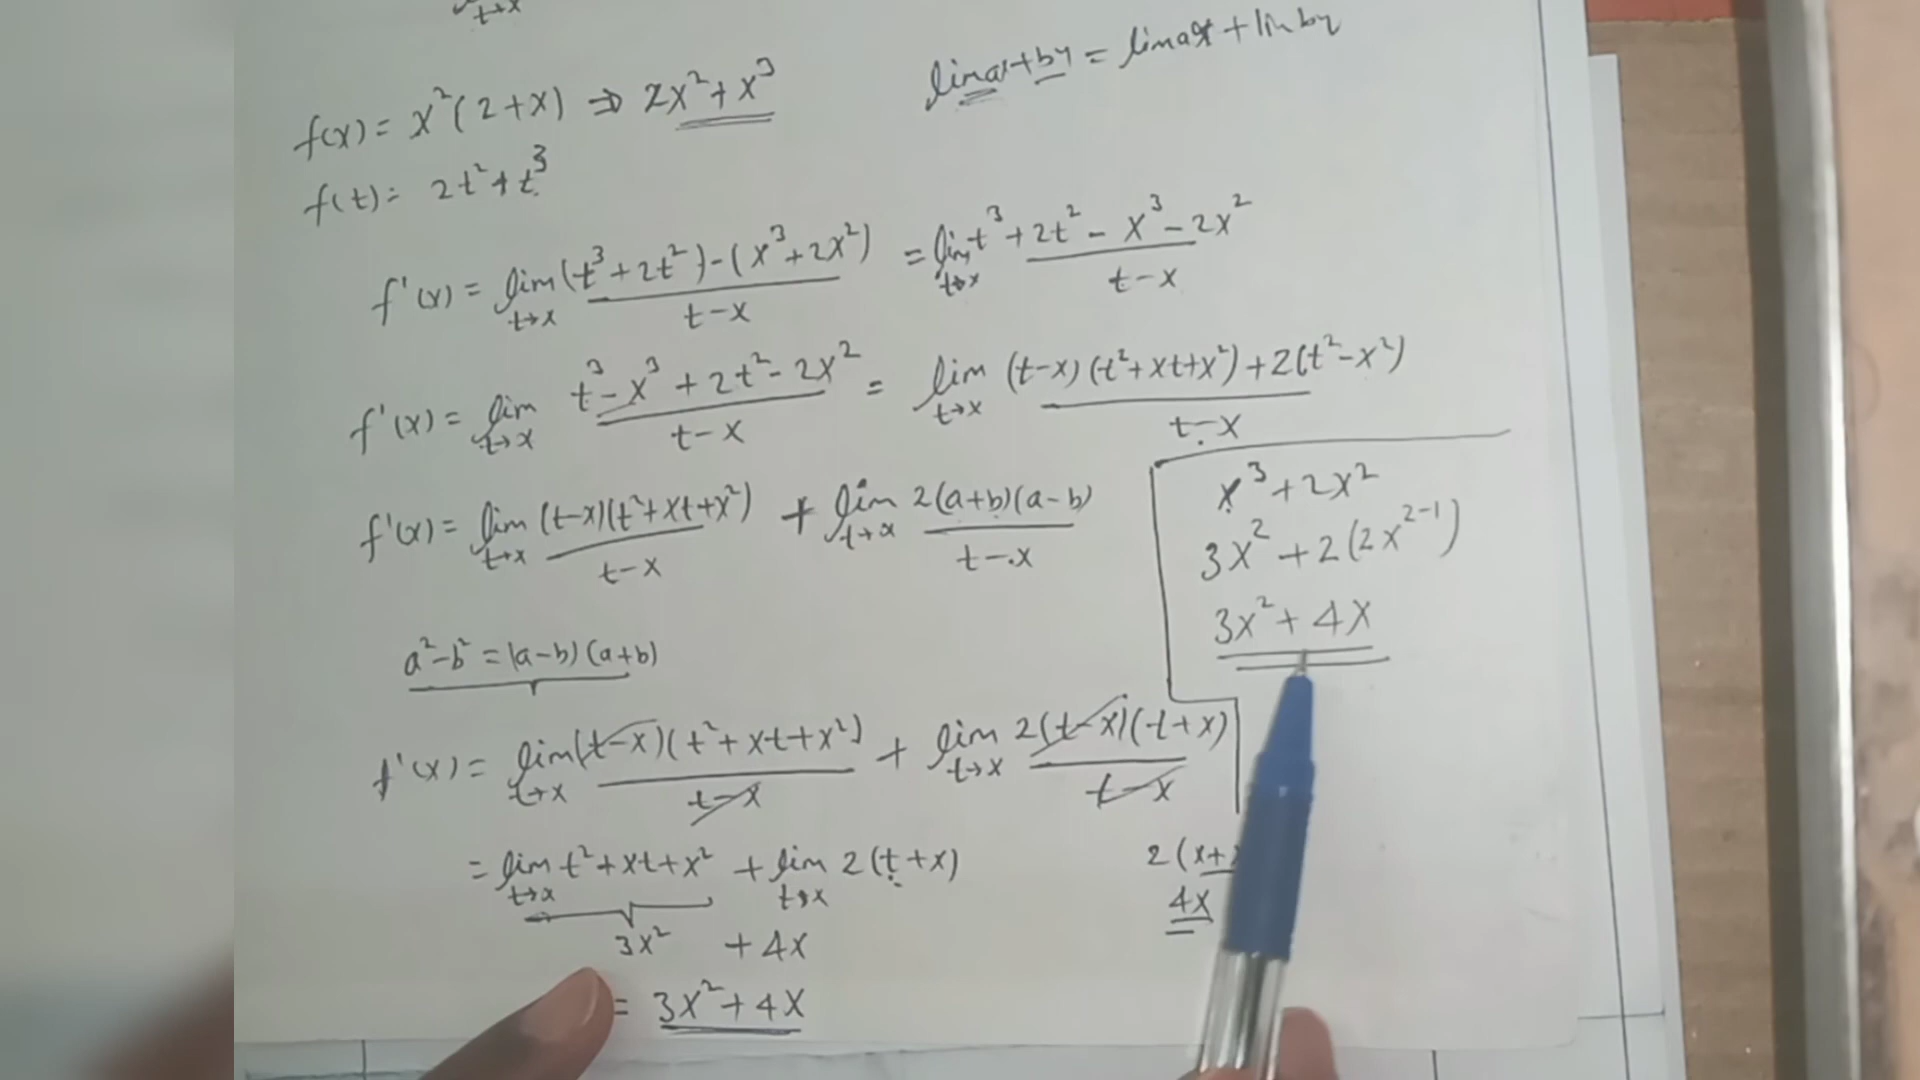 t→x
lim ax+by = lim ax + lim by
f(x) = x²(2+x) ⇒ 2x²+x³
f(t) = 2t²+t³
f'(x) = lim t→x (t³+2t²)-(x³+2x²) / t-x = lim t→x t³+2t²-x³-2x² / t-x
f'(x) = lim t→x t³-x³+2t²-2x² / t-x = lim t→x (t-x)(t²+xt+x²)+2(t²-x²) / t-x
f'(x) = lim t→x (t-x)(t²+xt+x²) / t-x + lim t→x 2(a+b)(a-b) / t-x
x³+2x²
3x²+2(2x²⁻¹)
3x²+4x
a²-b² = (a-b)(a+b)
f'(x) = lim t→x (t-x)(t²+xt+x²) / t-x + lim t→x 2(t-x)(t+x) / t-x
= lim t→x t²+xt+x² + lim t→x 2(t+x)
3x² + 4x
= 3x²+4x
2(x+
4x